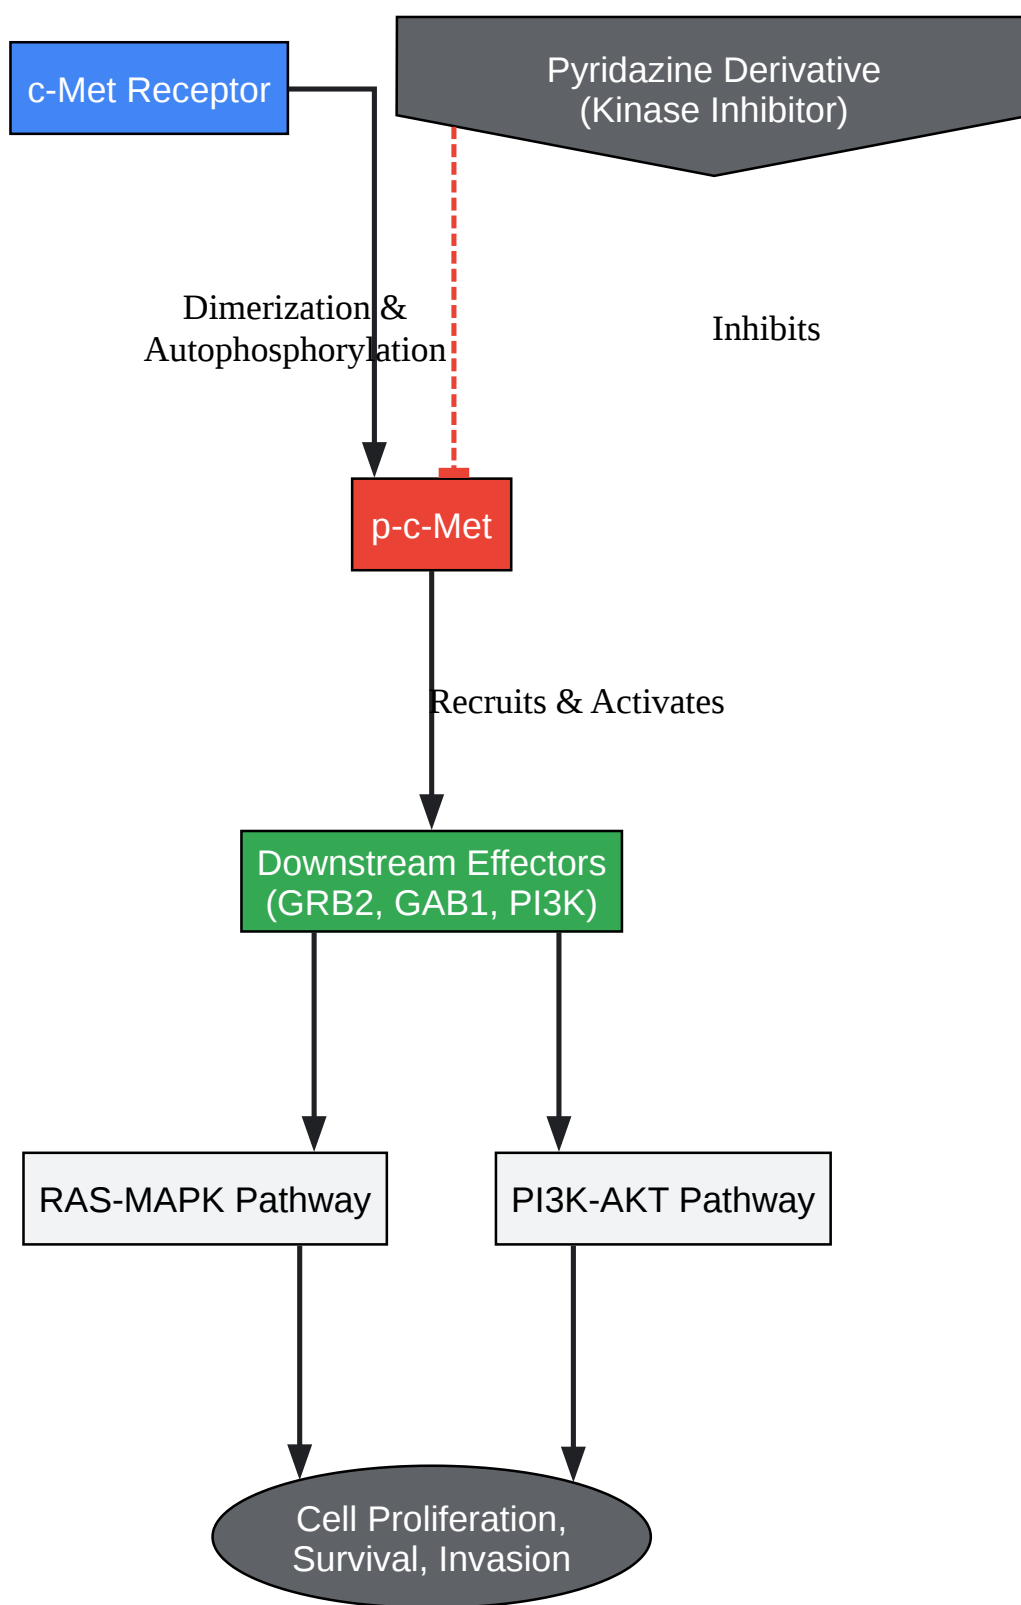 c-Met Receptor
Pyridazine Derivative
(Kinase Inhibitor)
Dimerization &
Autophosphorylation
Inhibits
p-c-Met
Recruits & Activates
Downstream Effectors
(GRB2, GAB1, PI3K)
RAS-MAPK Pathway
PI3K-AKT Pathway
Cell Proliferation,
Survival, Invasion